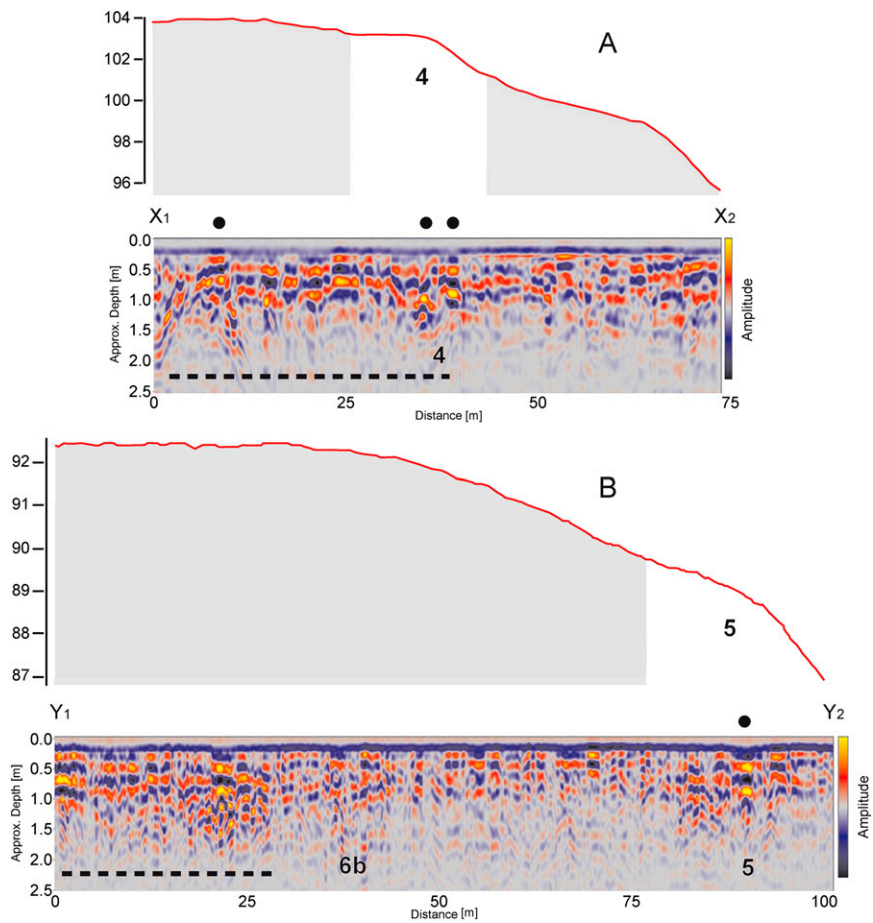 104
102
100
98
96
A
4
X1 X2
0.0
0.5
1.0
1.5
2.0
2.5
Approx. Depth [m]
4
0 25 50 75
Distance [m]
Amplitude
92
91
90
89
88
87
B
5
Y1 Y2
0.0
0.5
1.0
1.5
2.0
2.5
Approx. Depth [m]
6b 5
0 25 50 75 100
Distance [m]
Amplitude